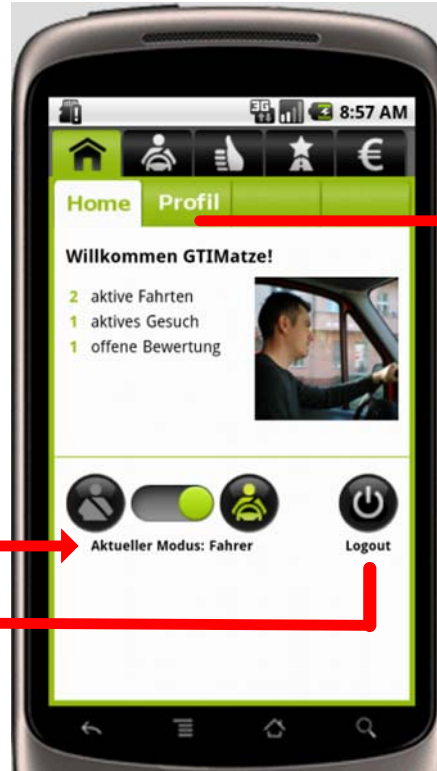 3G 8:57 AM
€
Home Profil
Willkommen GTIMatze!
2 aktive Fahrten
1 aktives Gesuch
1 offene Bewertung
Aktueller Modus: Fahrer
Logout